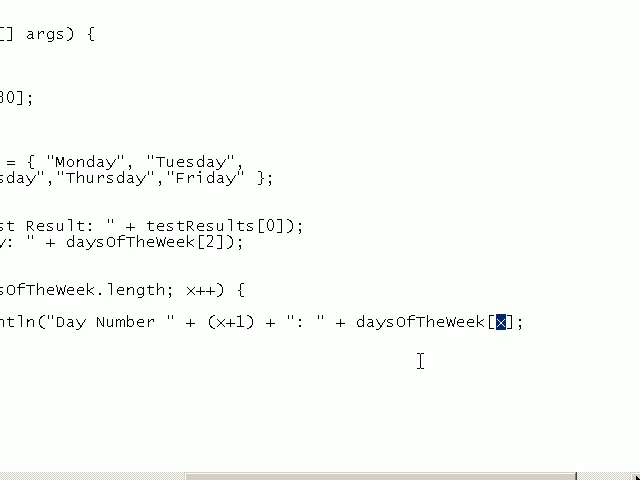 [] args) {
30];
= { "Monday", "Tuesday",
sday","Thursday","Friday" };
st Result: " + testResults[0]);
y: " + daysOfTheWeek[2]);
sOfTheWeek.length; x++) {
ntln("Day Number " + (x+1) + ": " + daysOfTheWeek[x];